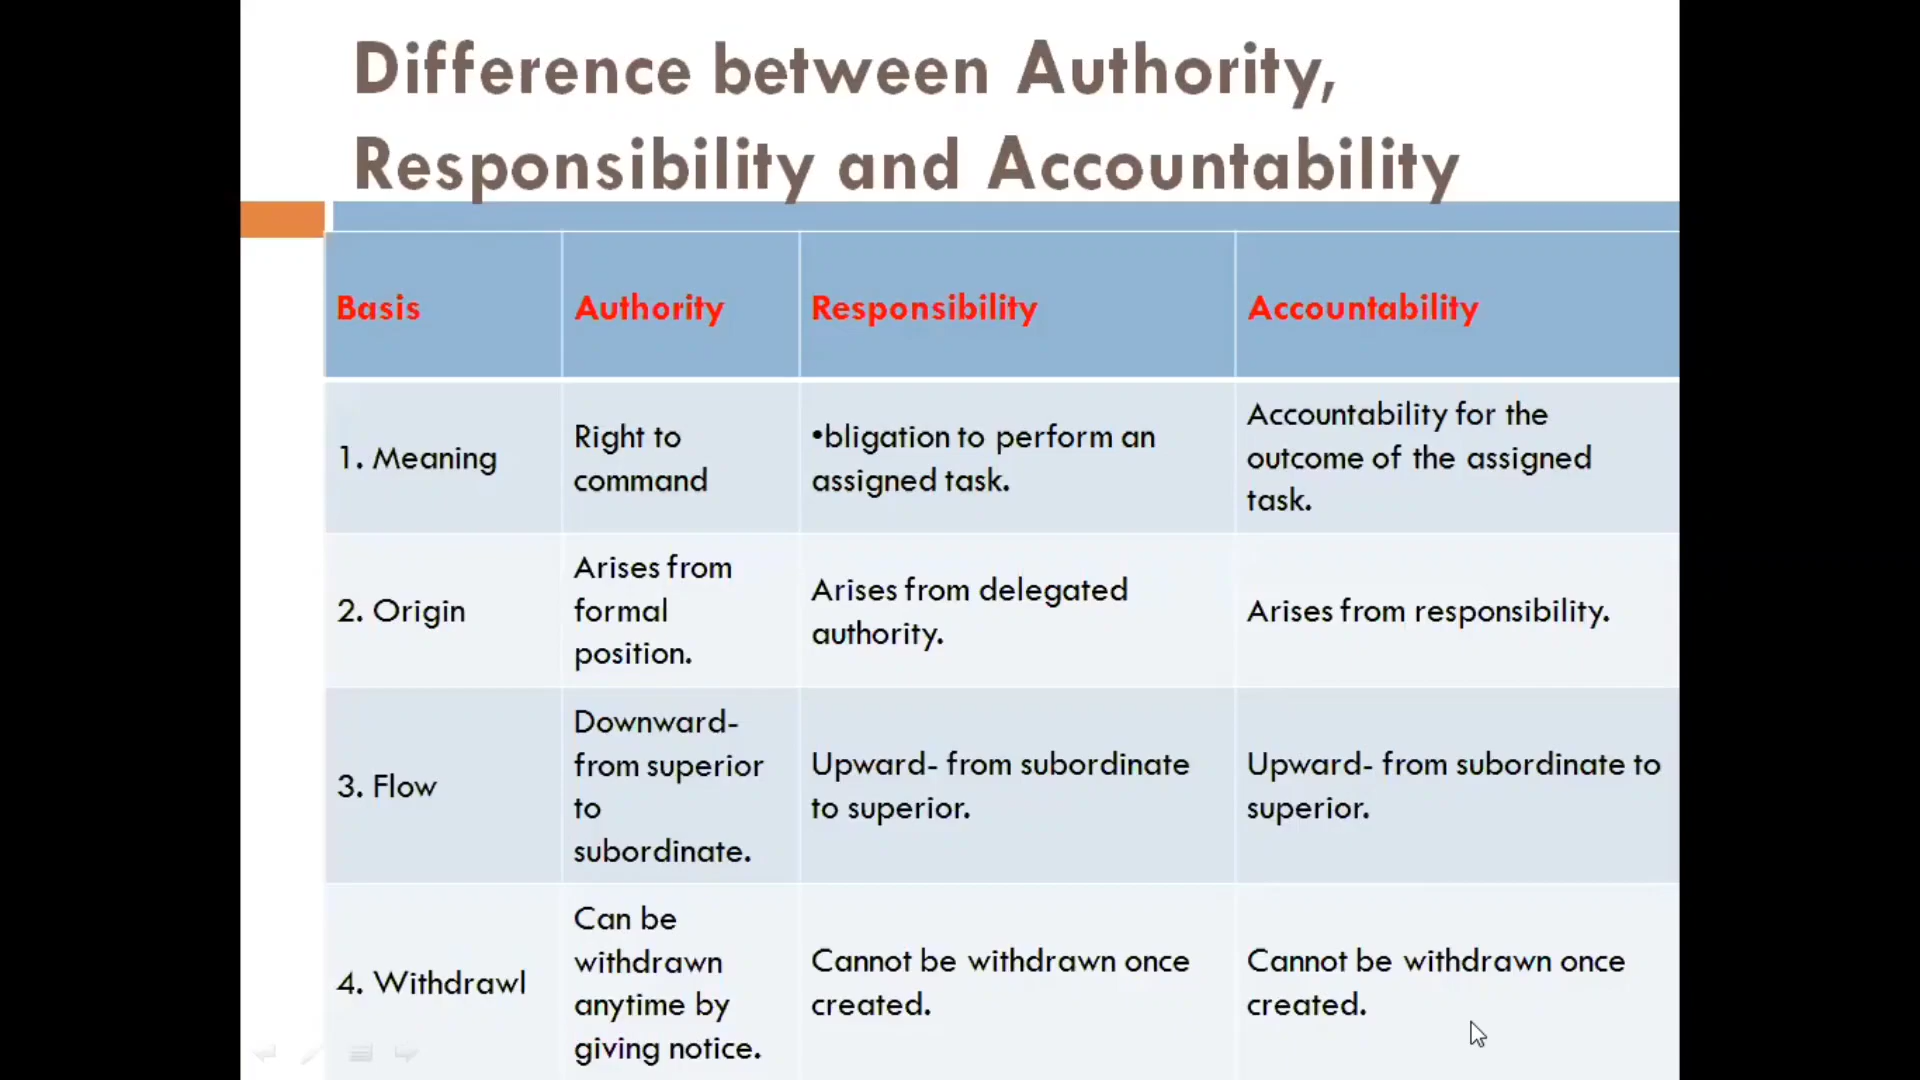 Difference between Authority,
Responsibility and Accountability
Basis
Authority
Responsibility
Accountability
1. Meaning
Right to
command
•bligation to perform an
assigned task.
Accountability for the
outcome of the assigned
task.
2. Origin
Arises from
formal
position.
Arises from delegated
authority.
Arises from responsibility.
3. Flow
Downward-
from superior
to
subordinate.
Upward- from subordinate
to superior.
Upward- from subordinate to
superior.
4. Withdrawl
Can be
withdrawn
anytime by
giving notice.
Cannot be withdrawn once
created.
Cannot be withdrawn once
created.